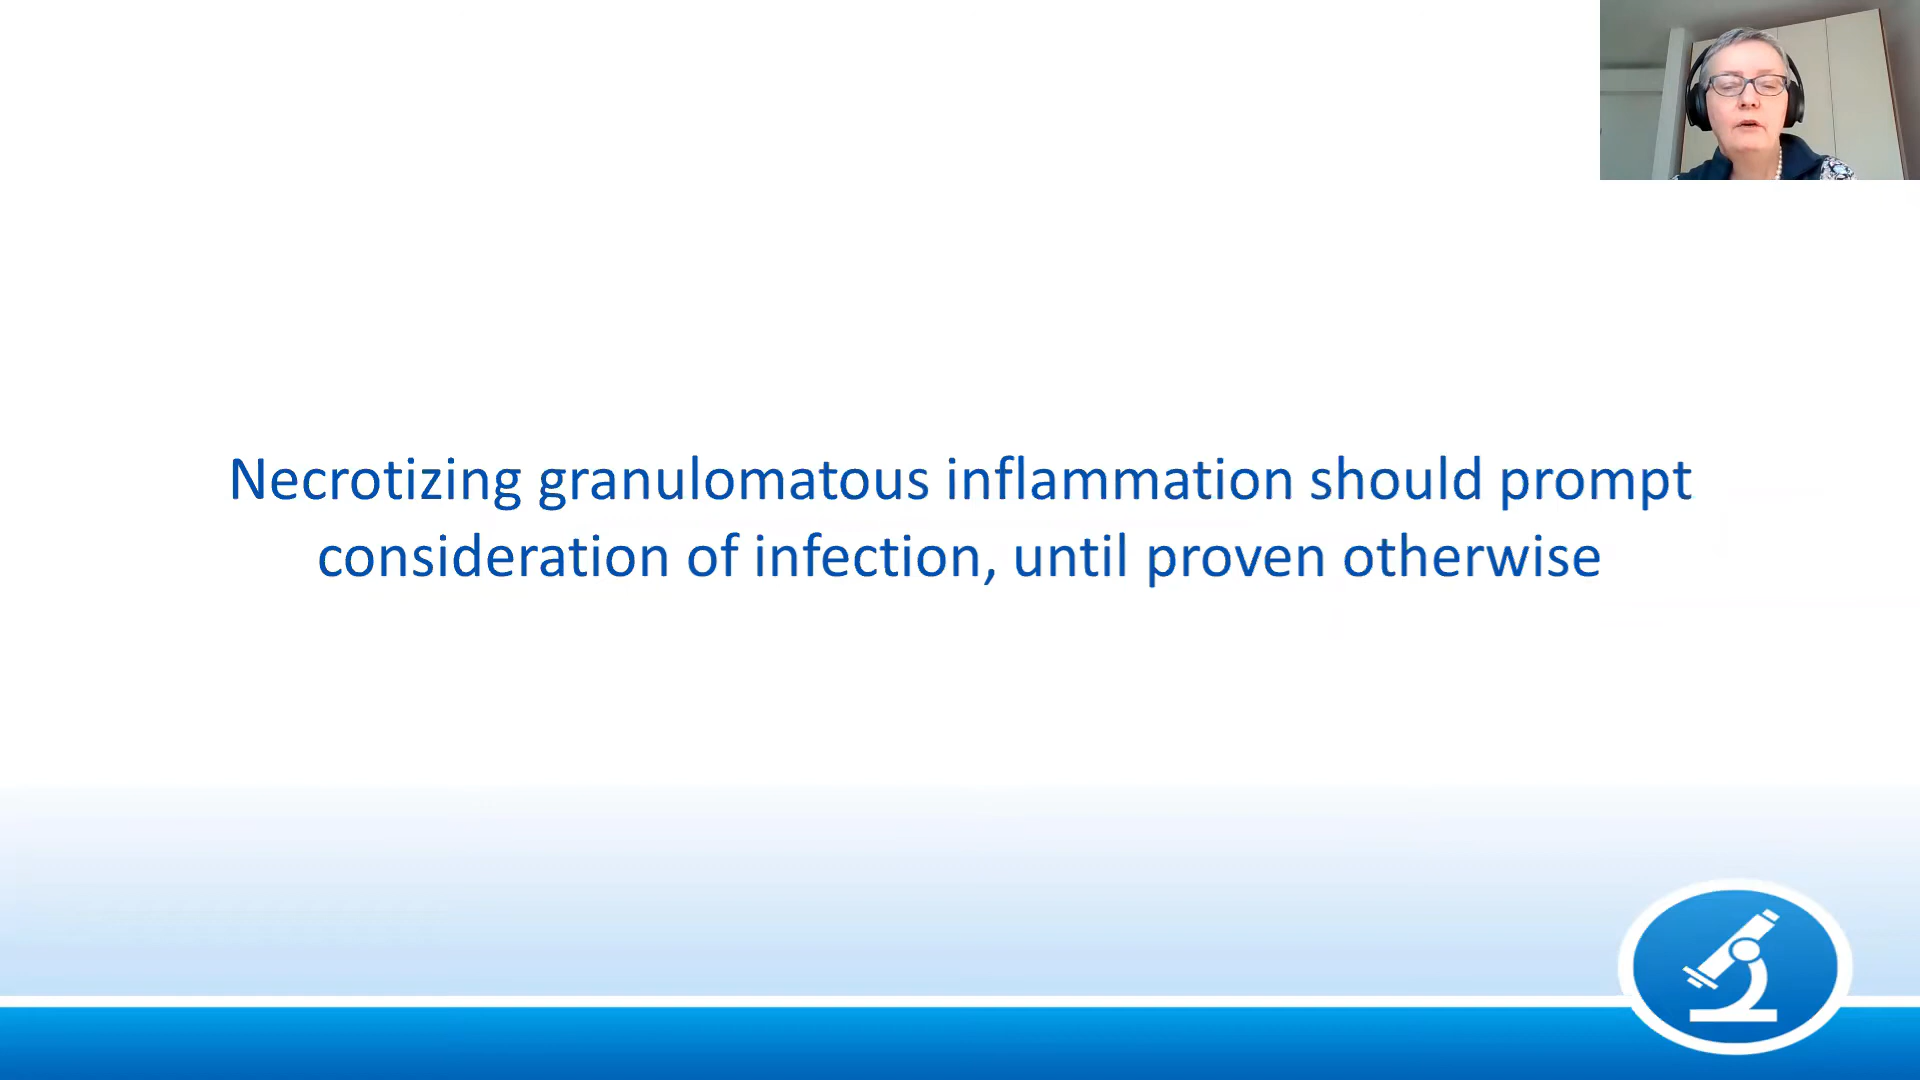 Necrotizing granulomatous inflammation should prompt
consideration of infection, until proven otherwise